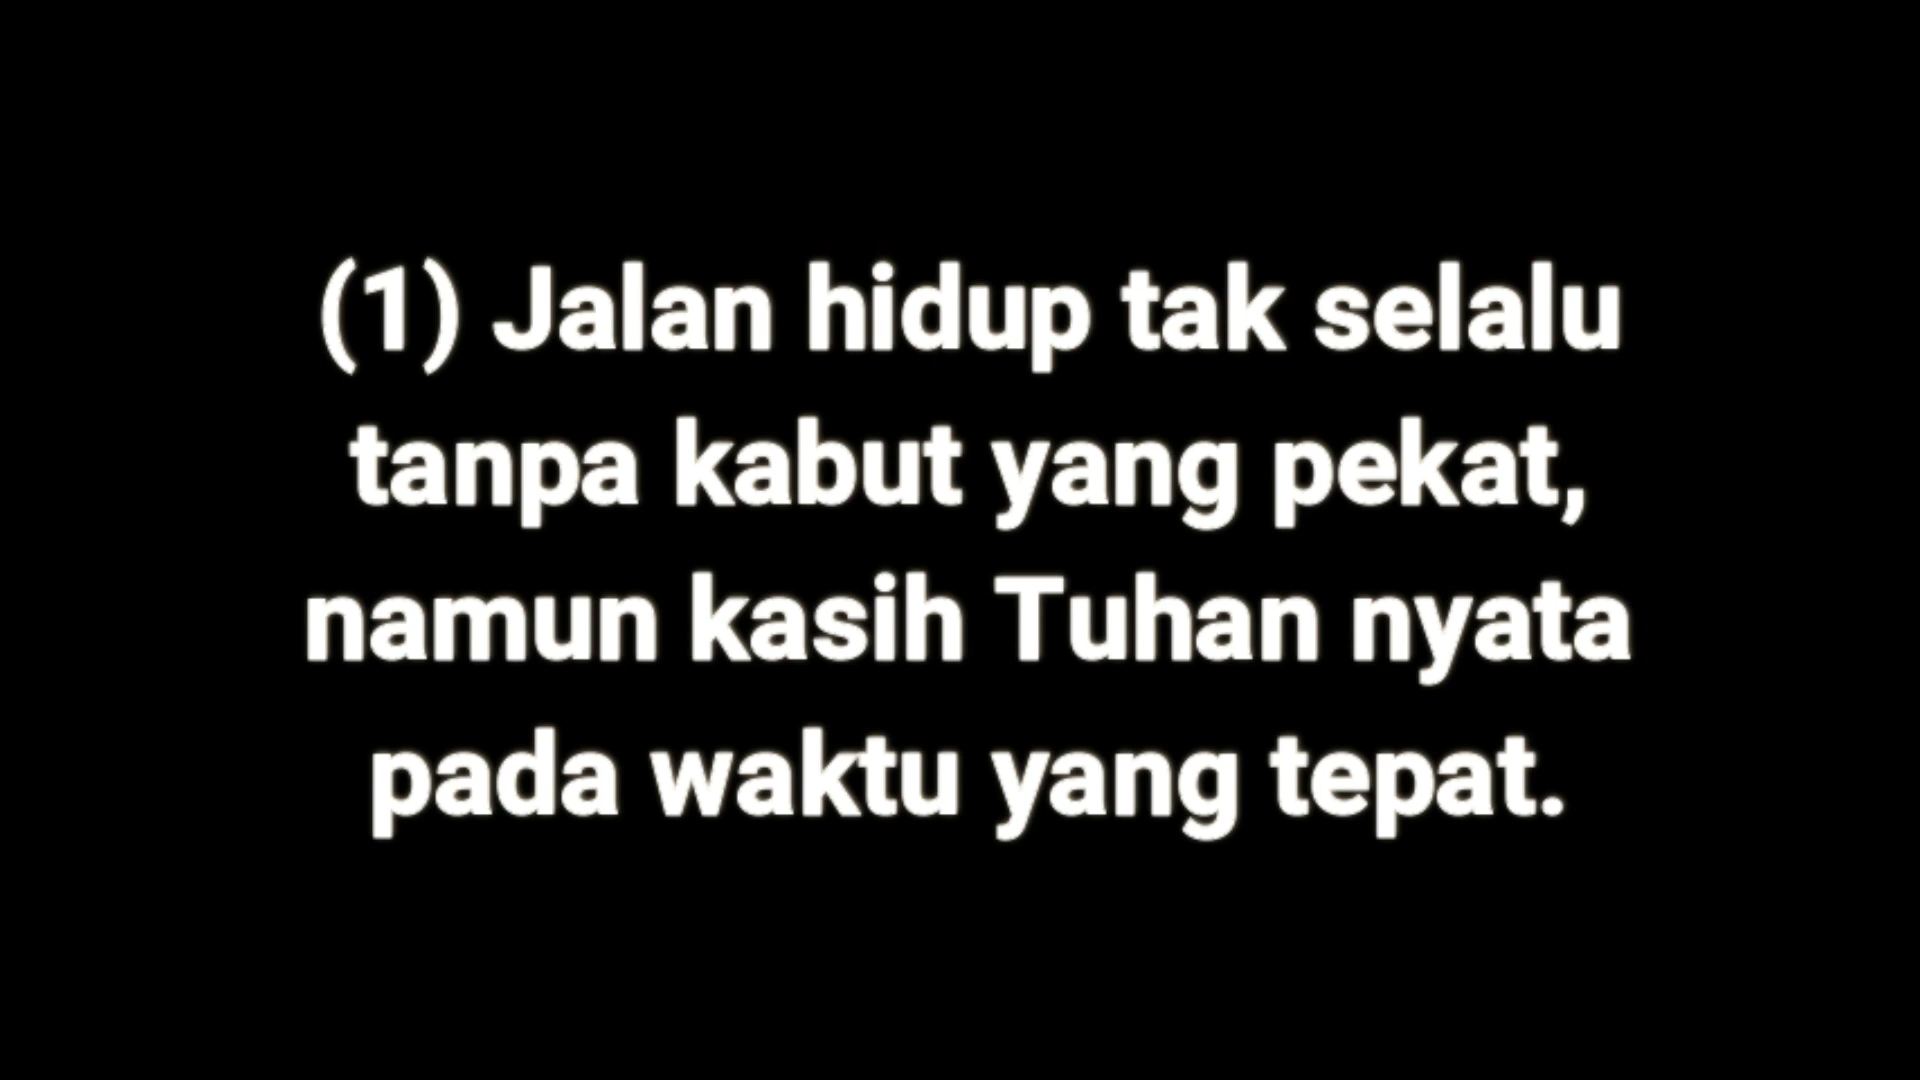 (1) Jalan hidup tak selalu
tanpa kabut yang pekat,
namun kasih Tuhan nyata
pada waktu yang tepat.